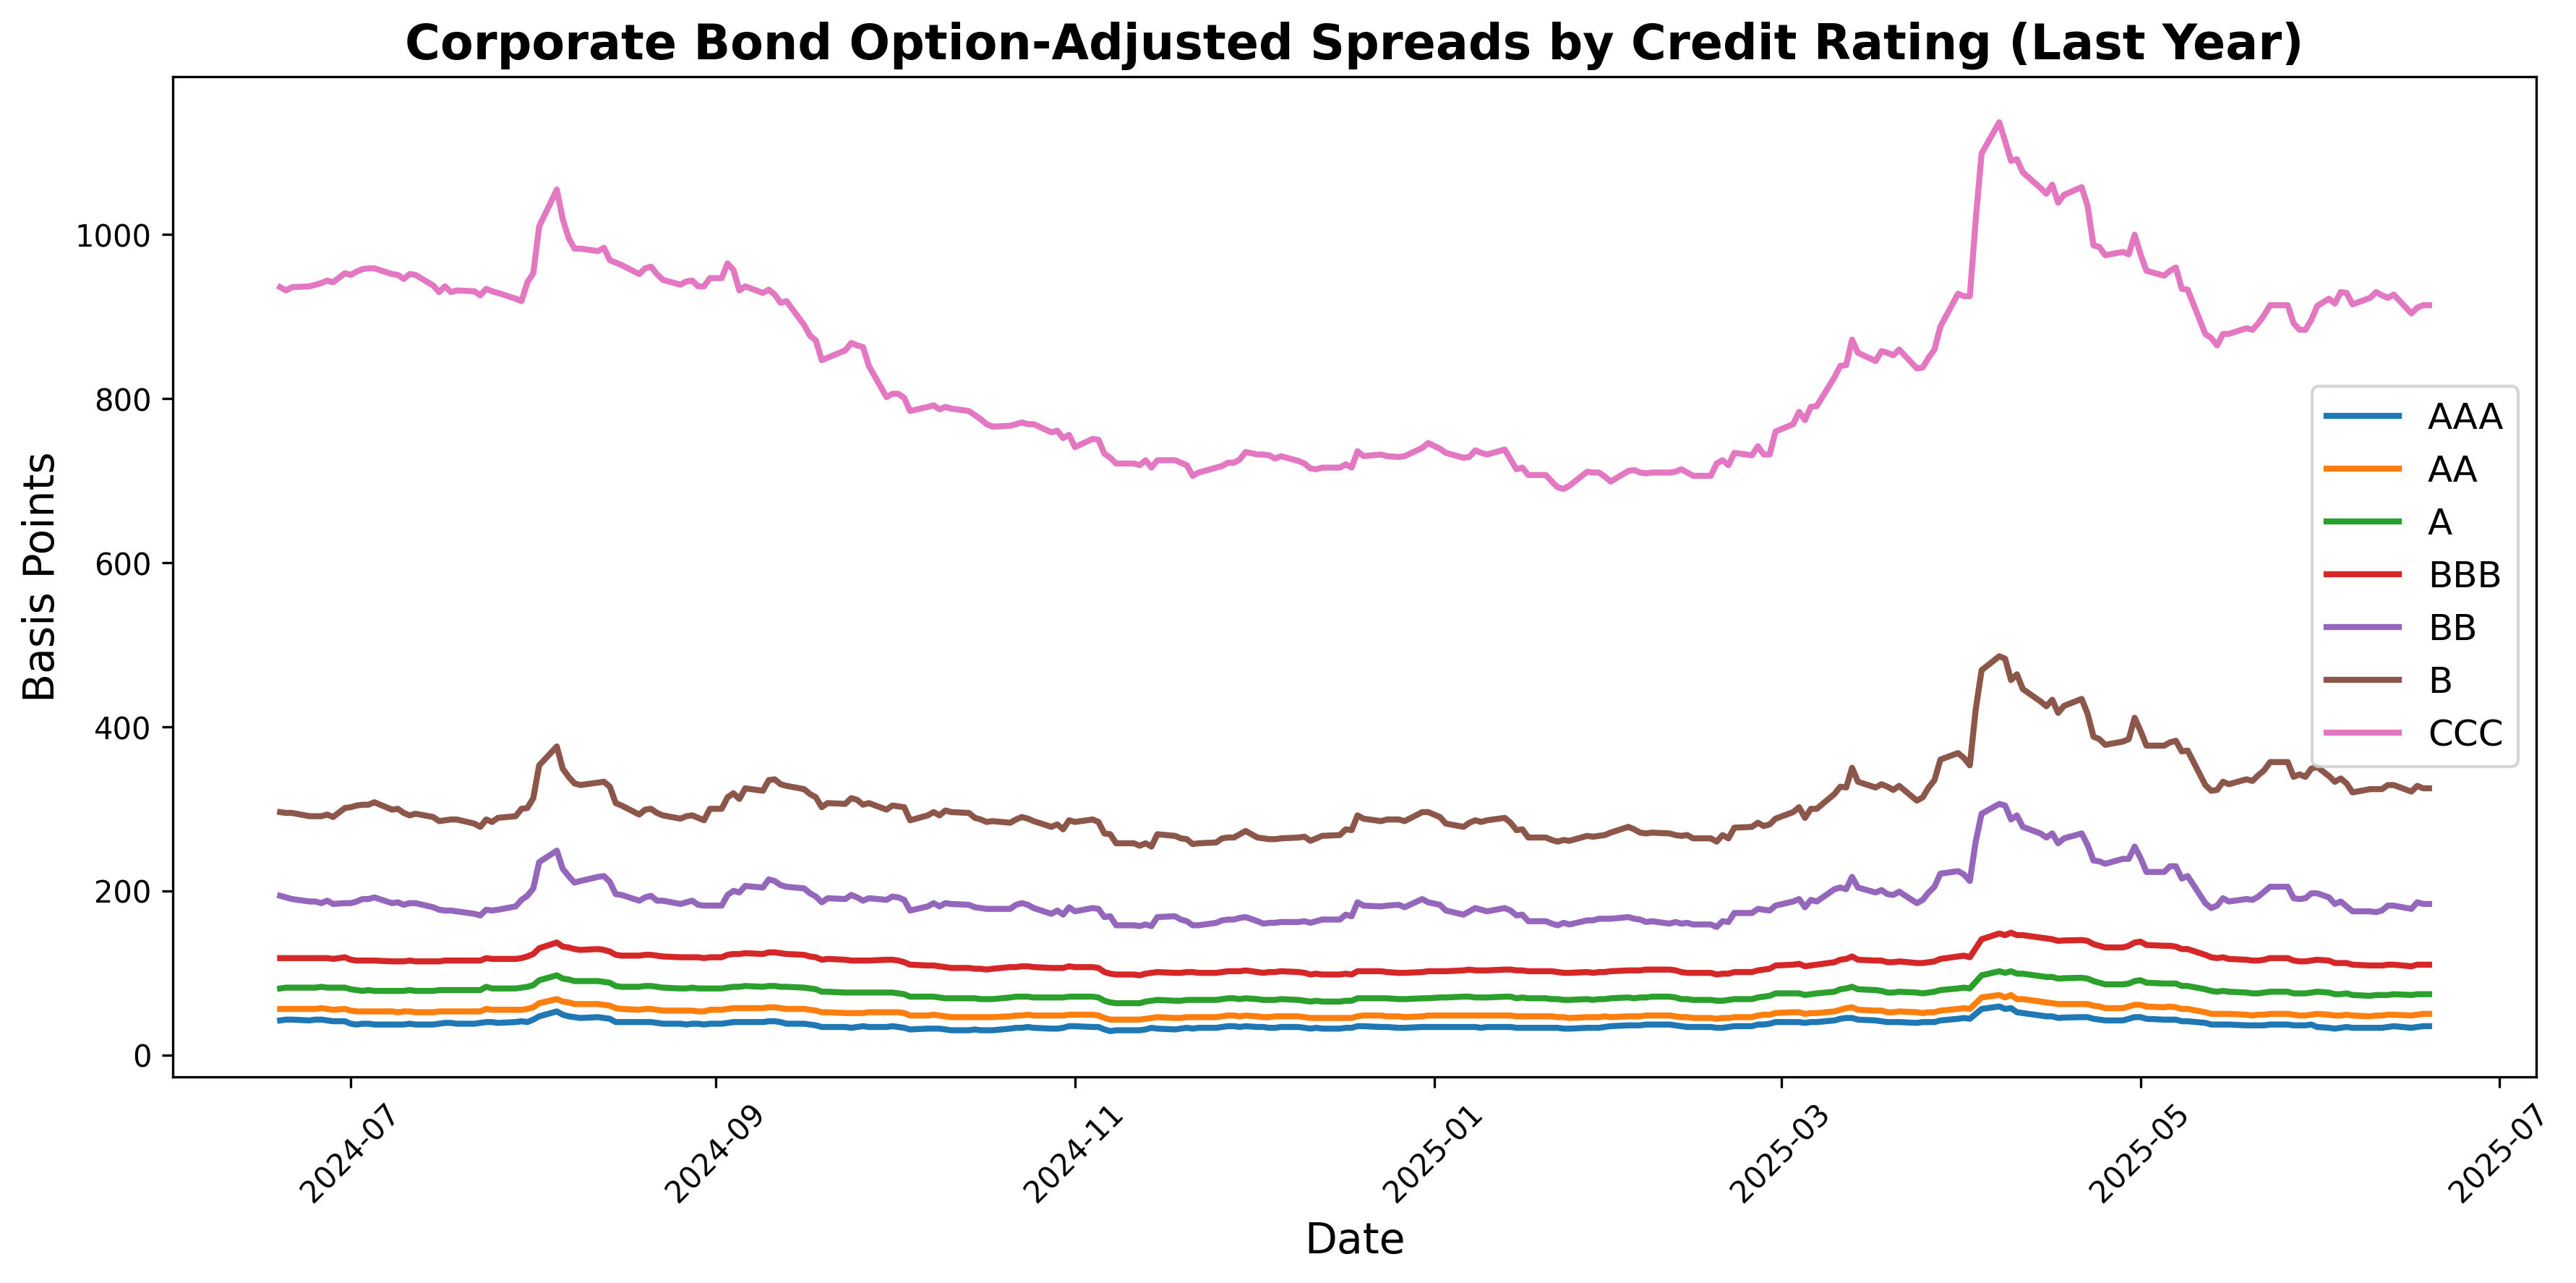 Corporate Bond Option-Adjusted Spreads by Credit Rating (Last Year)
Basis Points
1000
800
600
400
200
0
AAA
AA
A
BBB
BB
B
CCC
2024-07
2024-09
2024-11
2025-01
2025-03
2025-05
2025-07
Date